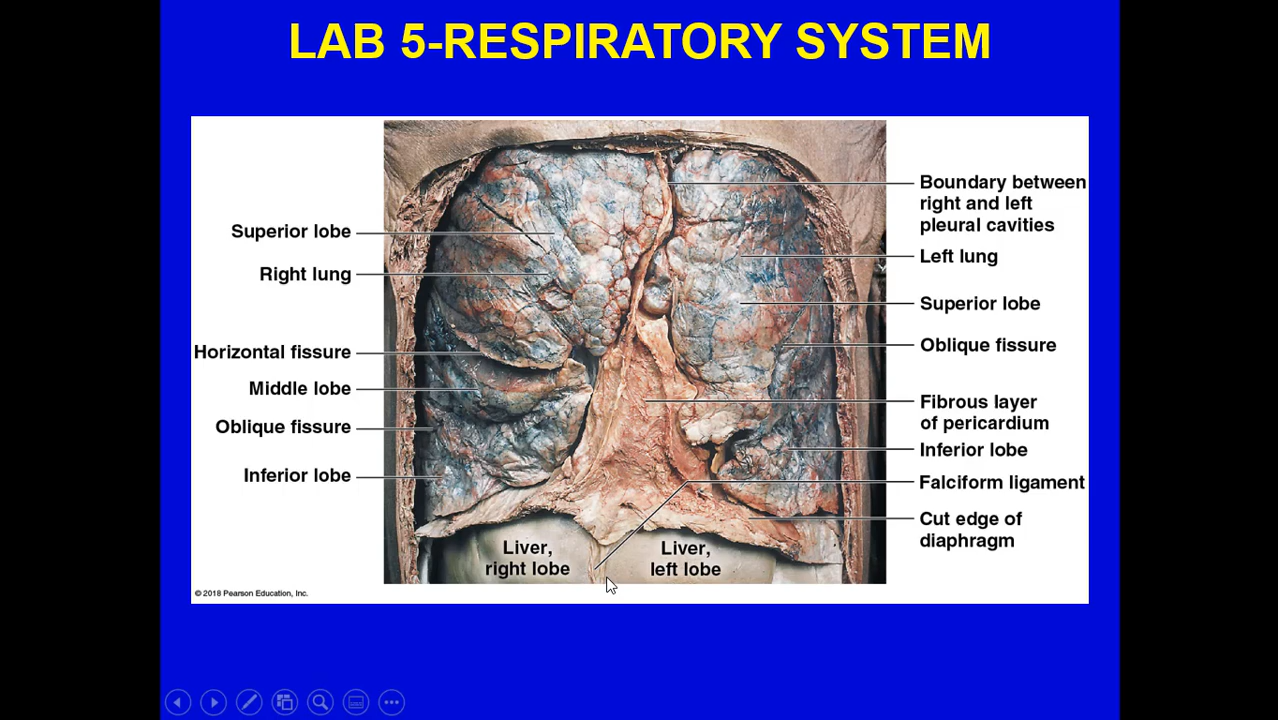 LAB 5-RESPIRATORY SYSTEM
Superior lobe
Right lung
Horizontal fissure
Middle lobe
Oblique fissure
Inferior lobe
Boundary between
right and left
pleural cavities
Left lung
Superior lobe
Oblique fissure
Fibrous layer
of pericardium
Inferior lobe
Falciform ligament
Cut edge of
diaphragm
Liver,
right lobe
Liver,
left lobe
© 2018 Pearson Education, Inc.